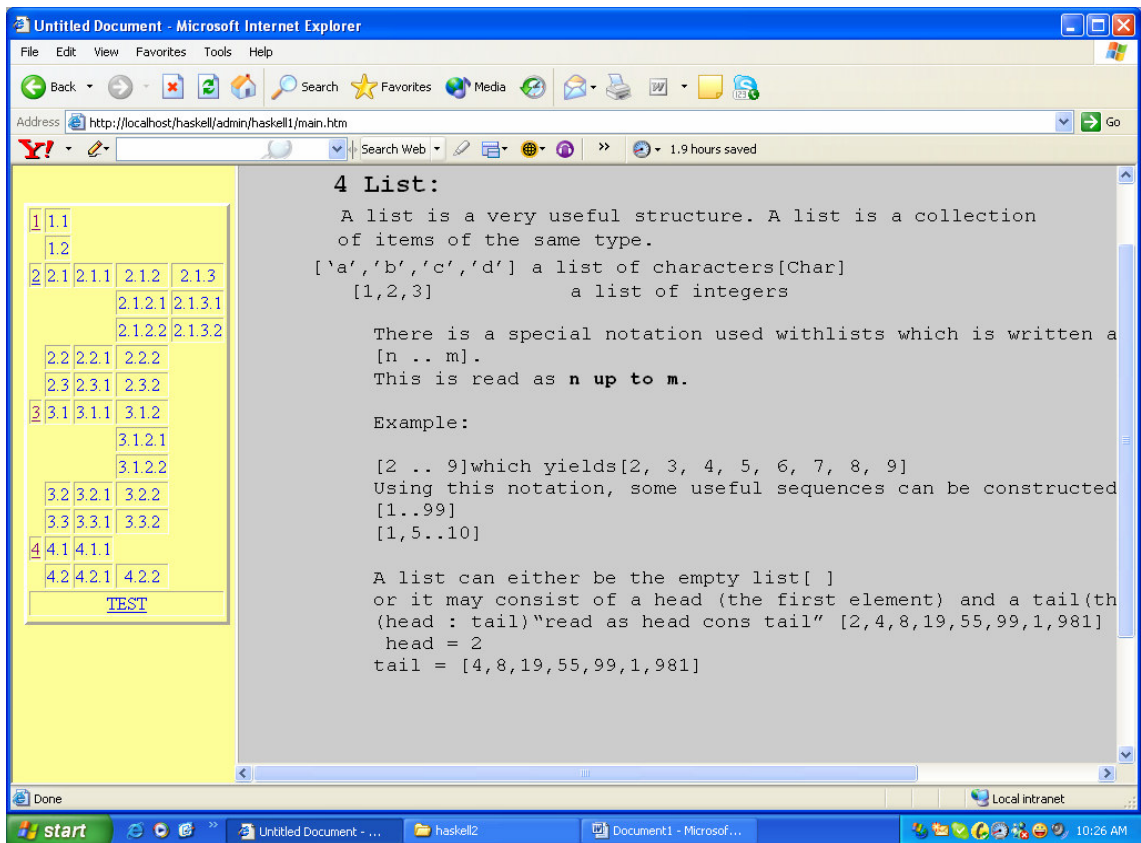 Untitled Document - Microsoft Internet Explorer
File Edit View Favorites Tools Help
Back Search Favorites Media
Address http://localhost/haskell/admin/haskell1/main.htm Go
Y! Search Web » 1.9 hours saved
4 List:
A list is a very useful structure. A list is a collection
of items of the same type.
[‘a’,’b’,’c’,’d’] a list of characters[Char]
[1,2,3] a list of integers
There is a special notation used withlists which is written a
[n .. m].
This is read as n up to m.
Example:
[2 .. 9]which yields[2, 3, 4, 5, 6, 7, 8, 9]
Using this notation, some useful sequences can be constructed
[1..99]
[1,5..10]
A list can either be the empty list[ ]
or it may consist of a head (the first element) and a tail(th
(head : tail)“read as head cons tail” [2,4,8,19,55,99,1,981]
head = 2
tail = [4,8,19,55,99,1,981]
1 1.1
1.2
2 2.1 2.1.1 2.1.2 2.1.3
2.1.2.1 2.1.3.1
2.1.2.2 2.1.3.2
2.2 2.2.1 2.2.2
2.3 2.3.1 2.3.2
3 3.1 3.1.1 3.1.2
3.1.2.1
3.1.2.2
3.2 3.2.1 3.2.2
3.3 3.3.1 3.3.2
4 4.1 4.1.1
4.2 4.2.1 4.2.2
TEST
Done Local intranet
start » Untitled Document - ... haskell2 Document1 - Microsof... 10:26 AM